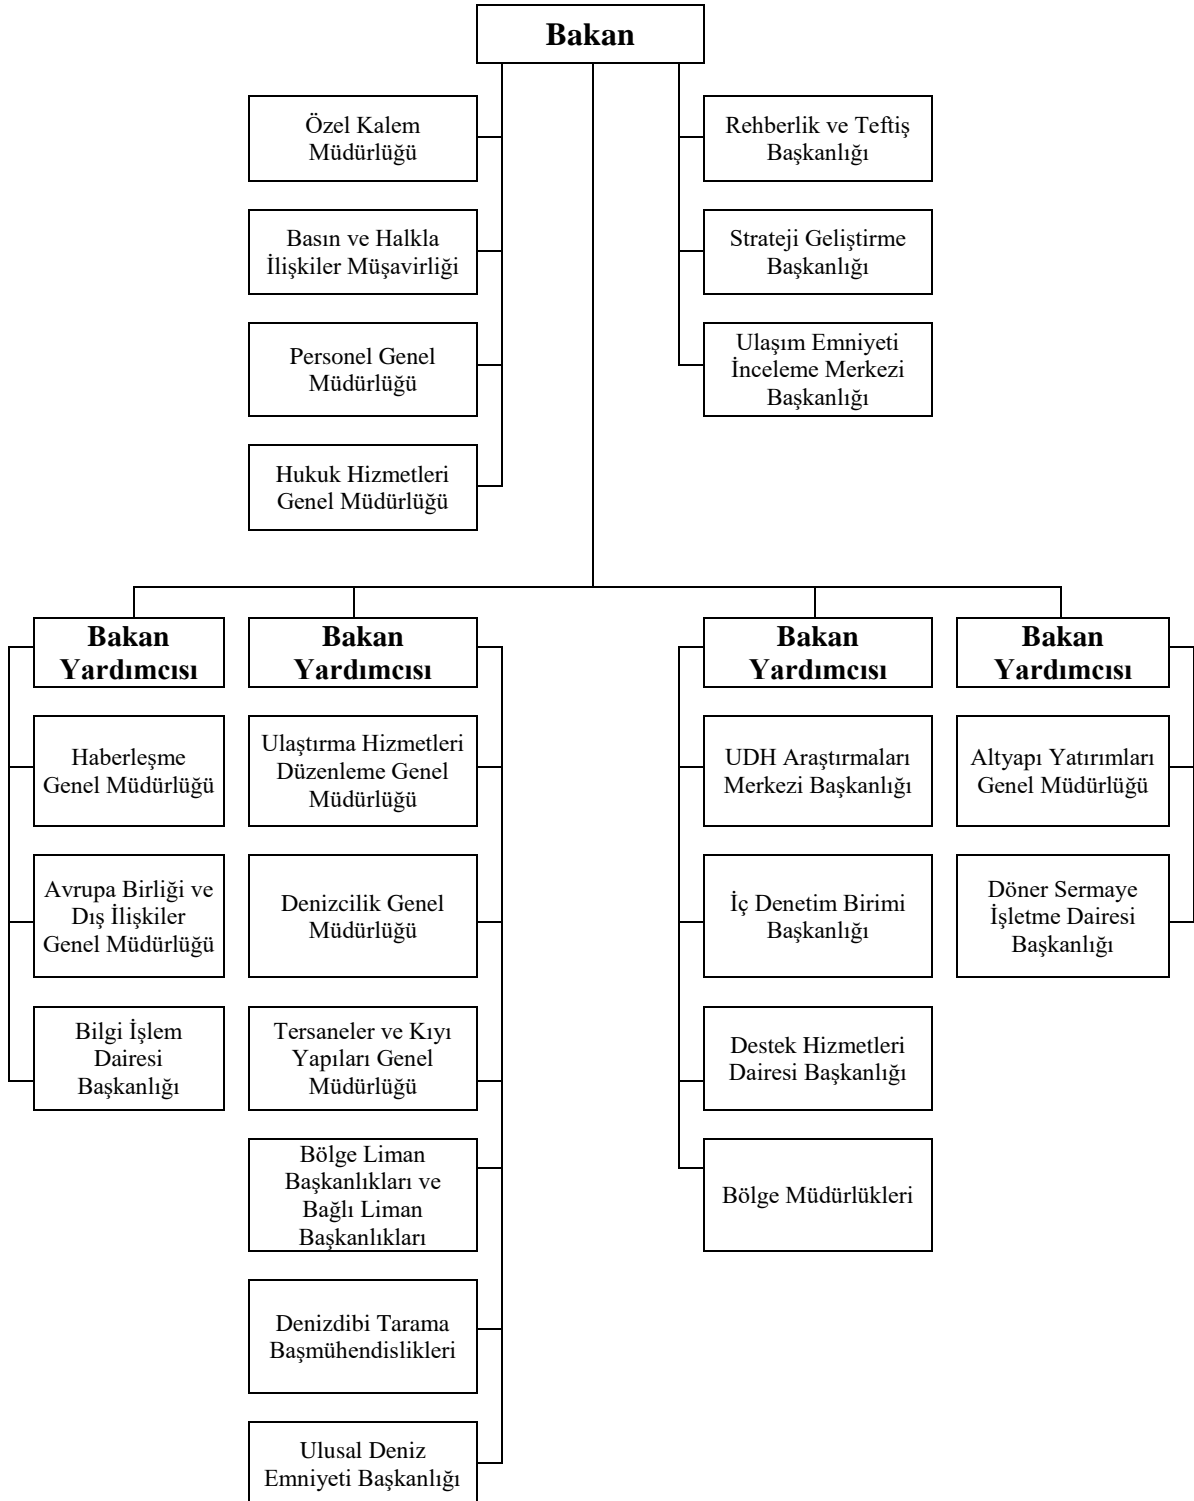 Bakan
Özel Kalem
Müdürlüğü
Rehberlik ve Teftiş
Başkanlığı
Basın ve Halkla
İlişkiler Müşavirliği
Strateji Geliştirme
Başkanlığı
Personel Genel
Müdürlüğü
Ulaşım Emniyeti
İnceleme Merkezi
Başkanlığı
Hukuk Hizmetleri
Genel Müdürlüğü
Bakan
Yardımcısı
Bakan
Yardımcısı
Bakan
Yardımcısı
Bakan
Yardımcısı
Haberleşme
Genel Müdürlüğü
Ulaştırma Hizmetleri
Düzenleme Genel
Müdürlüğü
UDH Araştırmaları
Merkezi Başkanlığı
Altyapı Yatırımları
Genel Müdürlüğü
Avrupa Birliği ve
Dış İlişkiler
Genel Müdürlüğü
Denizcilik Genel
Müdürlüğü
İç Denetim Birimi
Başkanlığı
Döner Sermaye
İşletme Dairesi
Başkanlığı
Bilgi İşlem
Dairesi
Başkanlığı
Tersaneler ve Kıyı
Yapıları Genel
Müdürlüğü
Destek Hizmetleri
Dairesi Başkanlığı
Bölge Liman
Başkanlıkları ve
Bağlı Liman
Başkanlıkları
Bölge Müdürlükleri
Denizdibi Tarama
Başmühendislikleri
Ulusal Deniz
Emniyeti Başkanlığı